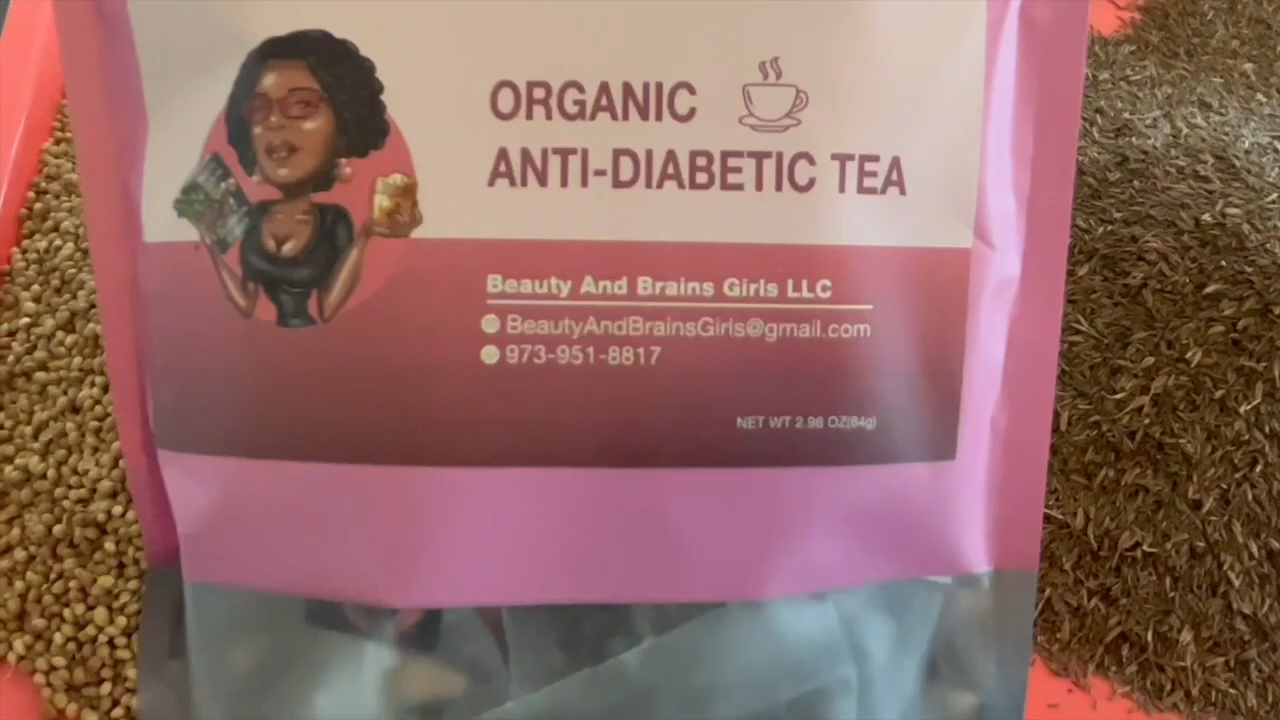 ORGANIC
ANTI-DIABETIC TEA
Beauty And Brains Girls LLC
BeautyAndBrainsGirls@gmail.com
973-951-8817
NET WT 2.96 OZ(84g)